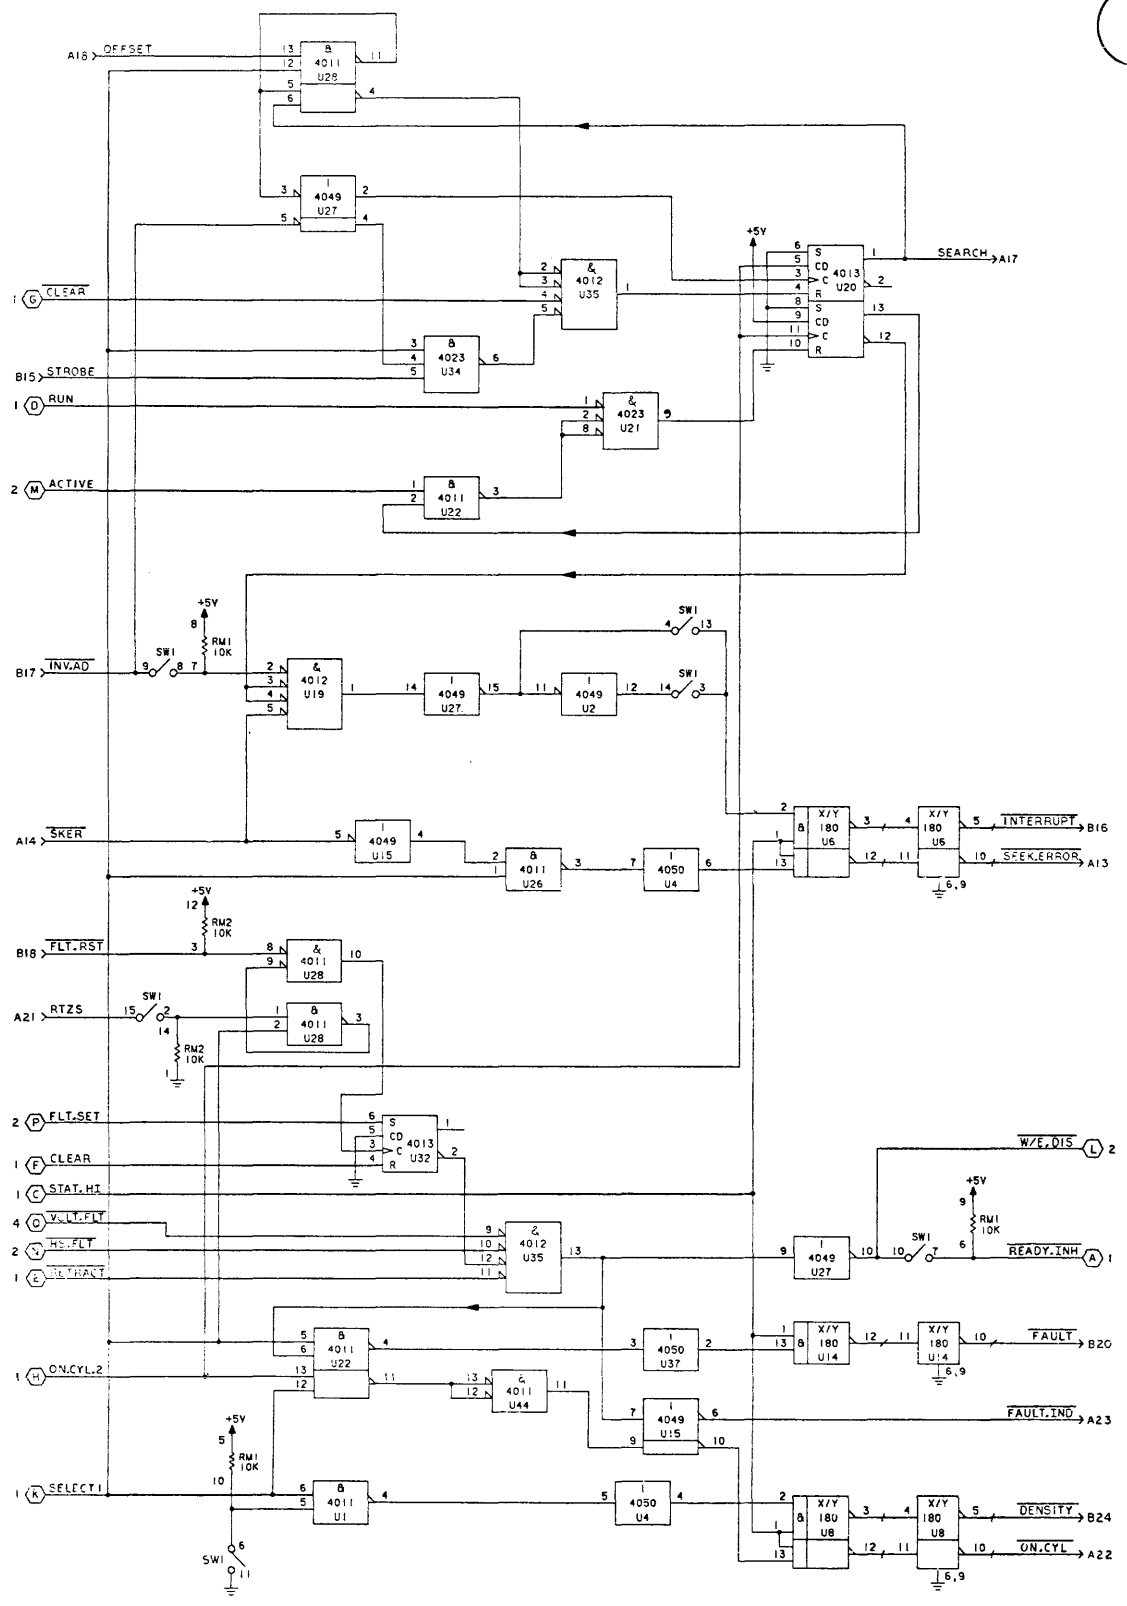 A18 OFFSET
13 & 11
12 4011
U28
5 4
6
3 1 2
4049
U27
5 4
+5V
6 S 1
5 CD
3 C 4013 2
4 R U20
8 S 13
9 CD
11 C 12
10 R
SEARCH A17
2 & 1
3 4012
4 U35
5
1 G CLEAR
3 & 6
4 4023
5 U34
B15 STROBE
1 D RUN
1 & 9
2 4023
8 U21
2 M ACTIVE
1 & 3
2 4011
U22
+5V
8
RM1
10K
7
B17 INV.AD
9 SW1 8
2 & 1
3 4012
4 U19
5
14 1 15
4049
U27
11 1 12
4049
U2
4 SW1 13
14 SW1 3
A14 SKER
5 1 4
4049
U15
2 & 3
1 4011
U26
7 1 6
4050
U4
2 X/Y 3
1 & 180
U6
13 12
4 X/Y 5
180
U6
11 10
6,9
INTERRUPT B16
SEEK.ERROR A13
+5V
12
RM2
10K
3
B18 FLT.RST
8 & 10
9 4011
U28
A21 RTZS
15 SW1 2
14
RM2
10K
1
1 & 3
2 4011
U28
2 P FLT.SET
6 S 1
5 CD
3 C 4013 2
4 R U32
1 F CLEAR
1 C STAT.HI
4 VOLT.FLT
2 N HS.FLT
1 E RETRACT
9 & 13
10 4012
12 U35
11
9 1 10
4049
U27
W/E.DIS L 2
+5V
9
RM1
10K
6
10 SW1 7
READY.INH A 1
5 & 4
6 4011
U22
13 11
12
3 1 2
4050
U37
1 X/Y 12
13 & 180
U14
11 X/Y 10
180
U14
6,9
FAULT B20
1 H ON.CYL.2
13 & 11
12 4011
U44
7 1 6
4049
U15
9 10
FAULT.IND A23
+5V
5
RM1
10K
10
1 K SELECT1
6 & 4
5 4011
U1
5 1 4
4050
U4
2 X/Y 3
1 & 180
U8
13 12
4 X/Y 5
180
U8
11 10
6,9
DENSITY B24
ON.CYL A22
SW1 6
11